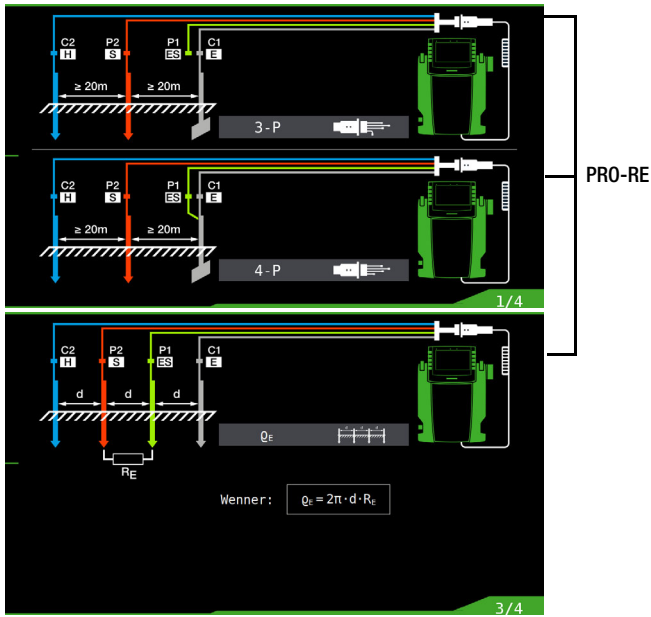 C2 P2 P1 C1
H S ES E
≥ 20m ≥ 20m
3-P
C2 P2 P1 C1
H S ES E
≥ 20m ≥ 20m
4-P
1/4
PRO-RE
C2 P2 P1 C1
H S ES E
d d d
ϱE
d d d
RE
Wenner: ϱE = 2π·d·RE
3/4